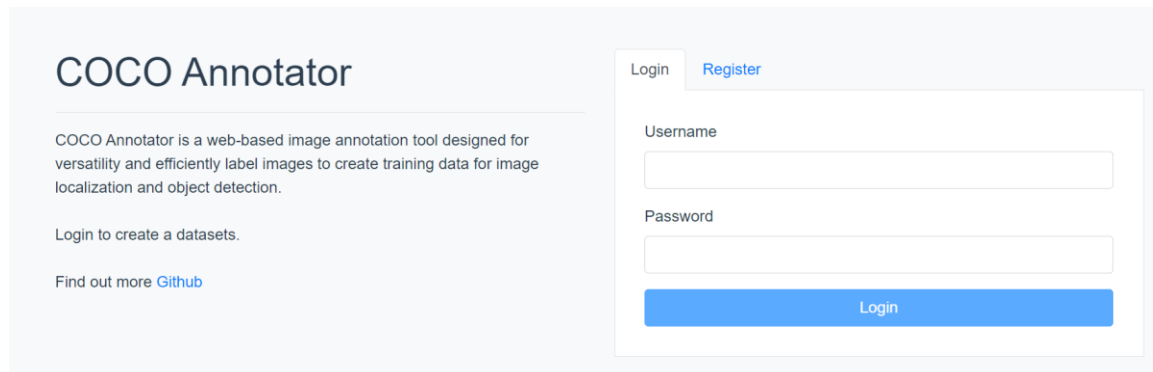 COCO Annotator
COCO Annotator is a web-based image annotation tool designed for
versatility and efficiently label images to create training data for image
localization and object detection.
Login to create a datasets.
Find out more Github
Login Register
Username
Password
Login